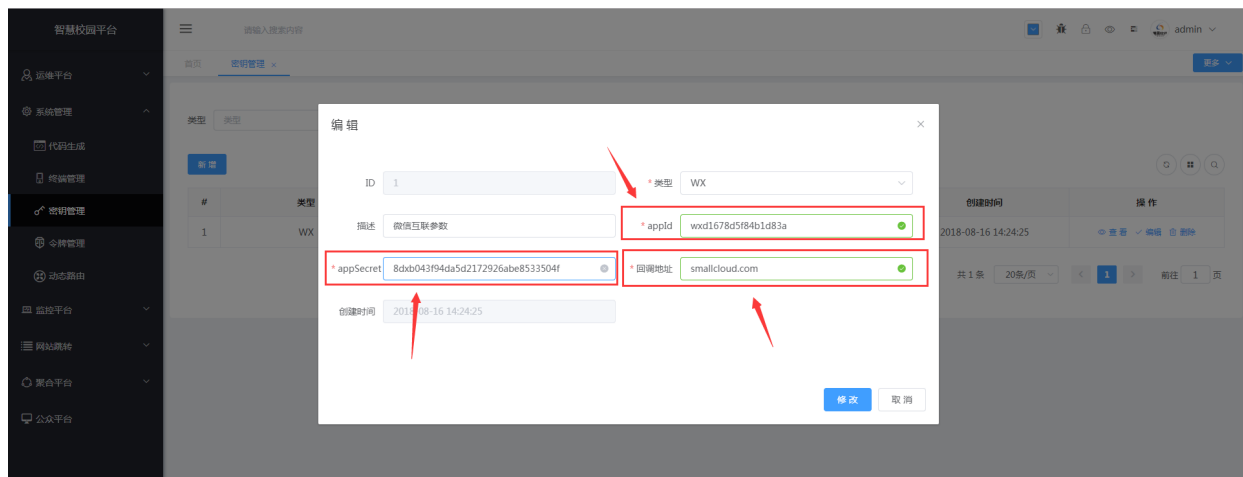 智慧校园平台
请输入搜索内容
admin
运维平台
首页
密钥管理 ×
更多
系统管理
类型 类型
编辑
代码生成
新 增
终端管理
ID 1
* 类型 WX
密钥管理
# 类型 创建时间 操 作
描述 微信互联参数
* appId wxd1678d5f84b1d83a
1 WX 2018-08-16 14:24:25 查 看 编辑 删除
令牌管理
* appSecret 8dxb043f94da5d2172926abe8533504f
* 回调地址 smallcloud.com
动态路由
共 1 条 20条/页 1 前往 1 页
监控平台
创建时间 2018-08-16 14:24:25
网站跳转
聚合平台
修 改 取 消
公众平台